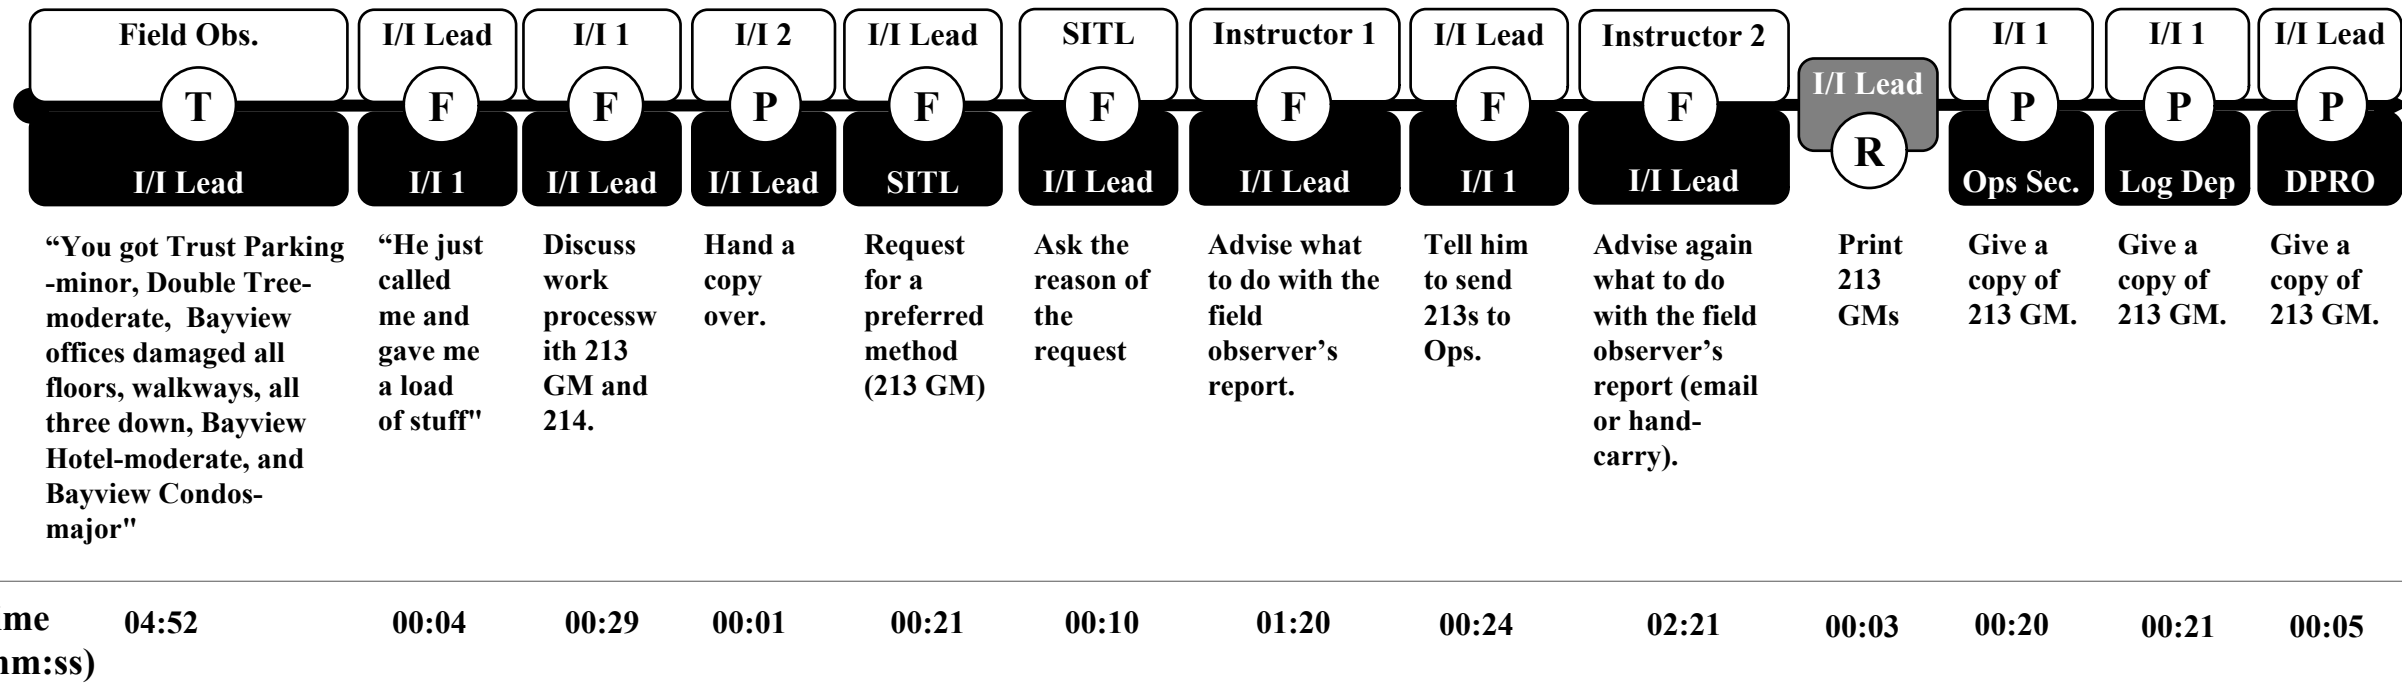 Field Obs.
T
I/I Lead
“You got Trust Parking
-minor, Double Tree-
moderate, Bayview
offices damaged all
floors, walkways, all
three down, Bayview
Hotel-moderate, and
Bayview Condos-
major"
04:52
I/I Lead
F
I/I 1
“He just
called
me and
gave me
a load
of stuff"
00:04
I/I 1
F
I/I Lead
Discuss
work
processw
ith 213
GM and
214.
00:29
I/I 2
P
I/I Lead
Hand a
copy
over.
00:01
I/I Lead
F
SITL
Request
for a
preferred
method
(213 GM)
00:21
SITL
F
I/I Lead
Ask the
reason of
the
request
00:10
Instructor 1
F
I/I Lead
Advise what
to do with the
field
observer’s
report.
01:20
I/I Lead
F
I/I 1
Tell him
to send
213s to
Ops.
00:24
Instructor 2
F
I/I Lead
Advise again
what to do
with the field
observer’s
report (email
or hand-
carry).
02:21
I/I Lead
R
Print
213
GMs
00:03
I/I 1
P
Ops Sec.
Give a
copy of
213 GM.
00:20
I/I 1
P
Log Dep
Give a
copy of
213 GM.
00:21
I/I Lead
P
DPRO
Give a
copy of
213 GM.
00:05